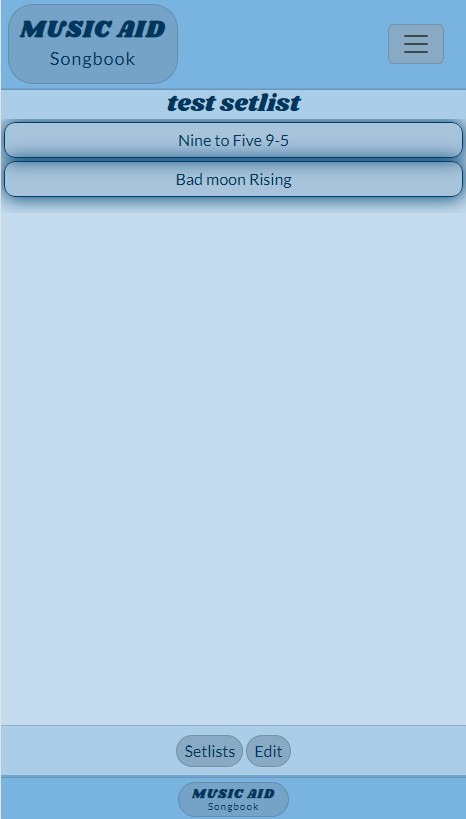 MUSIC AID
Songbook
test setlist
Nine to Five 9-5
Bad moon Rising
Setlists Edit
MUSIC AID
Songbook